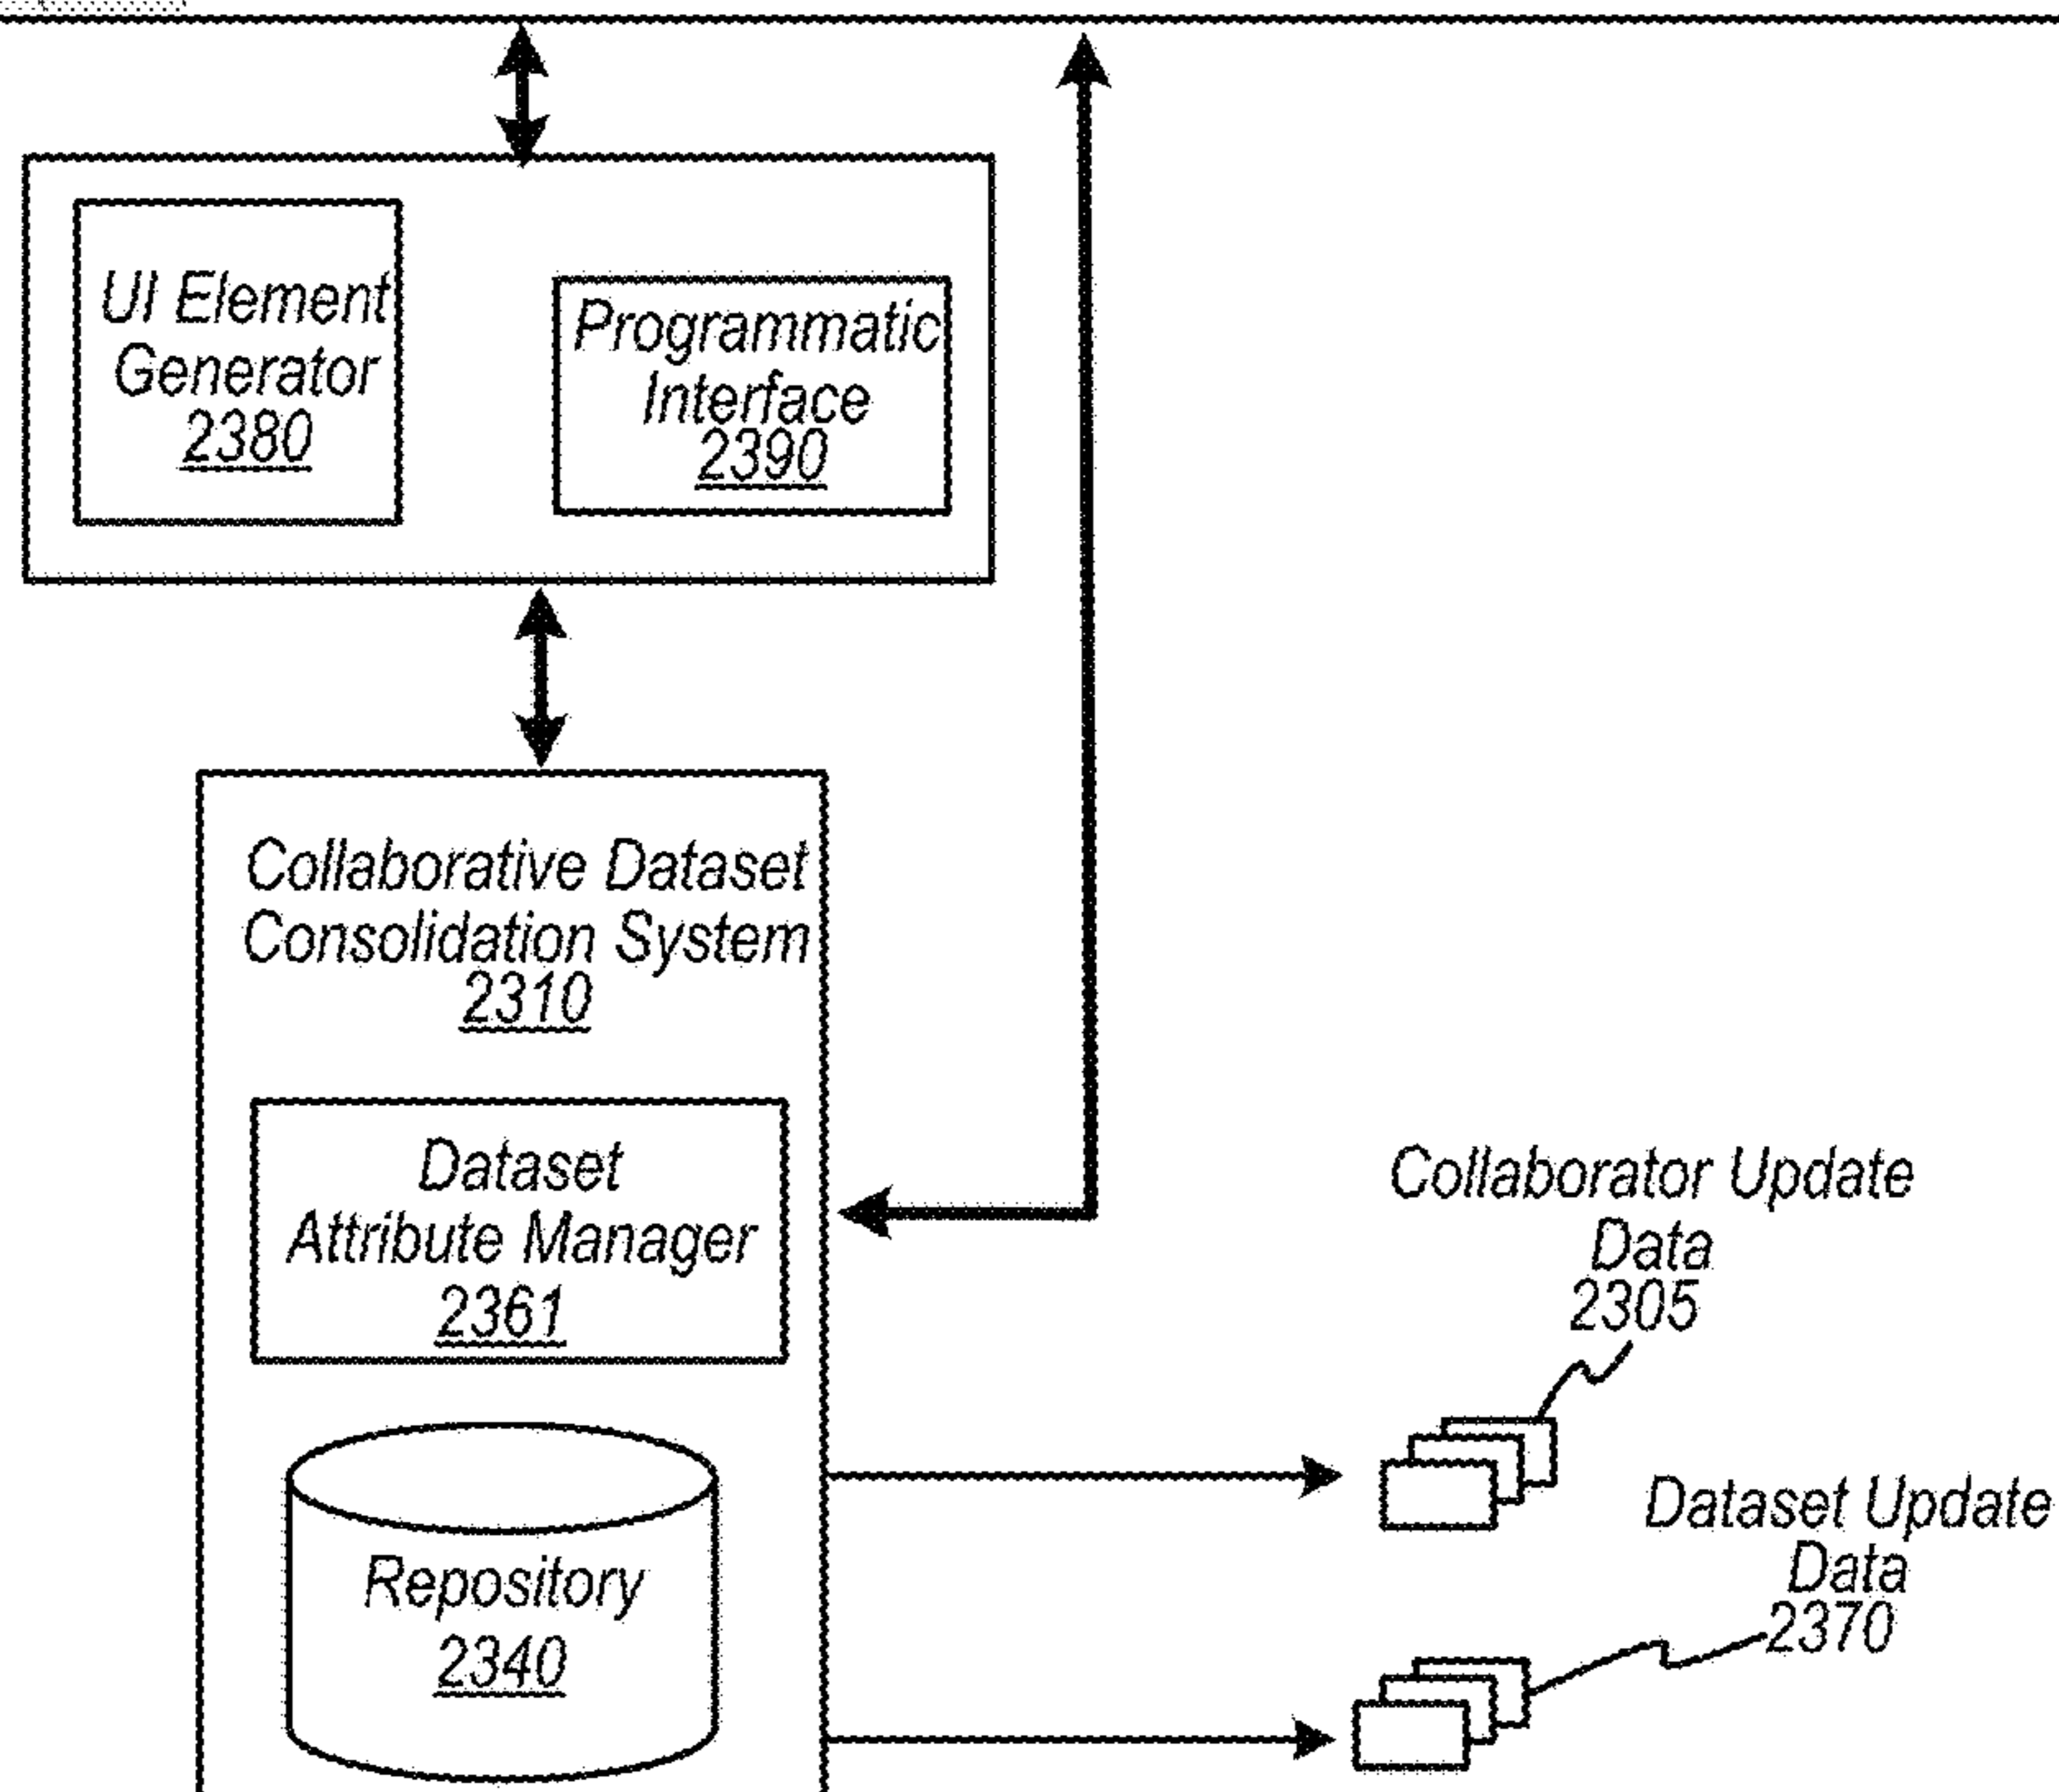 UI Element
Generator
2380
Programmatic
Interface
2390
Collaborative Dataset
Consolidation System
2310
Dataset
Attribute Manager
2361
Collaborator Update
Data
2305
Repository
2340
Dataset Update
Data
2370